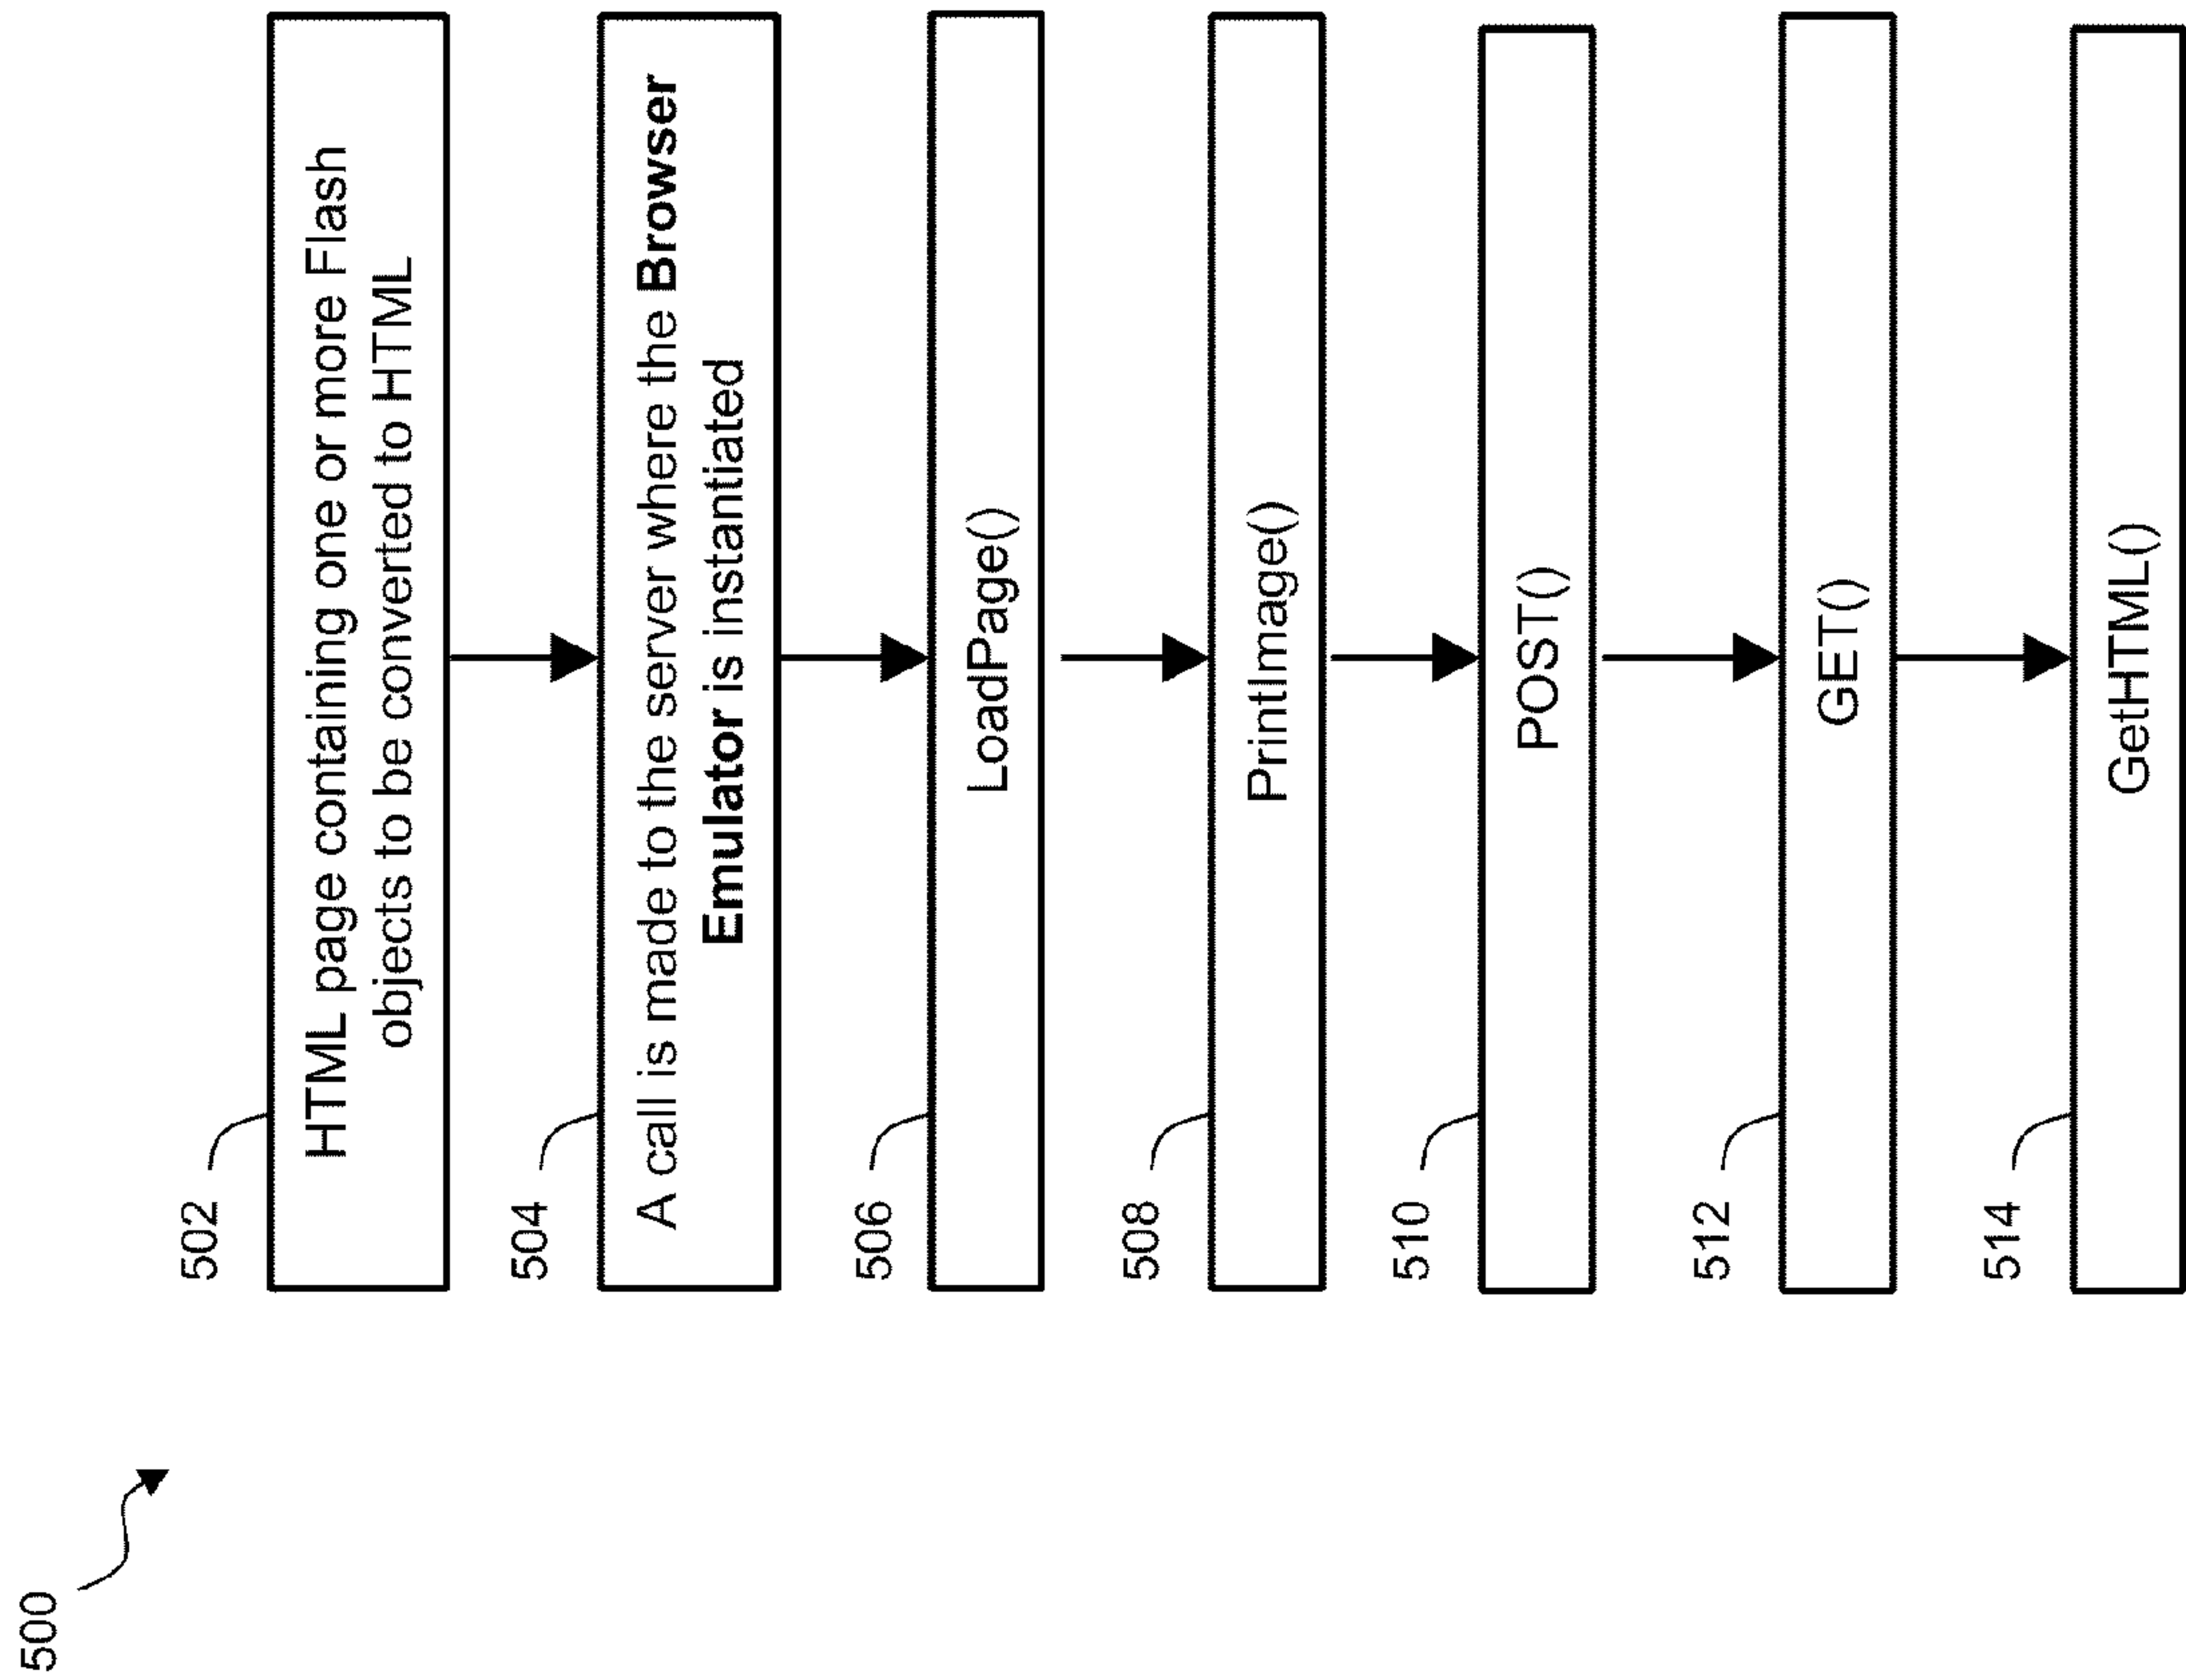 500
502
HTML page containing one or more Flash
objects to be converted to HTML
504
A call is made to the server where the Browser
Emulator is instantiated
506
LoadPage()
508
PrintImage()
510
POST()
512
GET()
514
GetHTML()